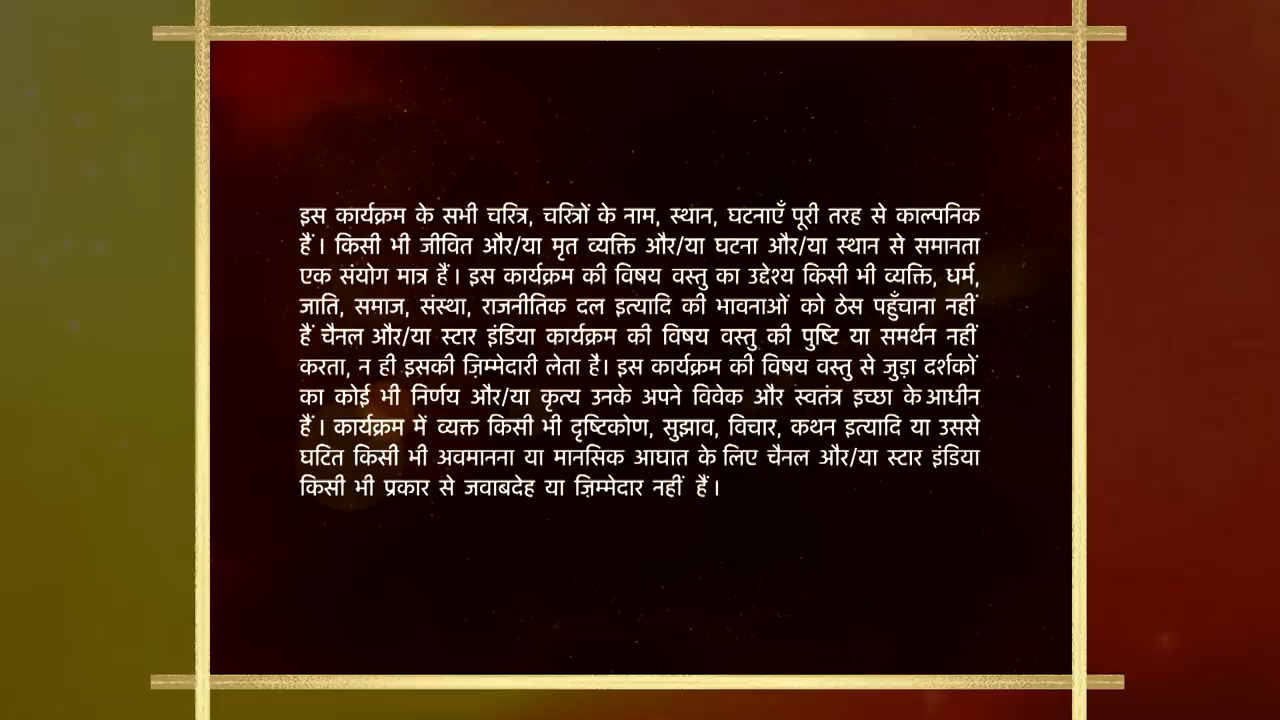 इस कार्यक्रम के सभी चरित्र, चरित्रों के नाम, स्थान, घटनाएँ पूरी तरह से काल्पनिक
हैं । किसी भी जीवित और/या मृत व्यक्ति और/या घटना और/या स्थान से समानता
एक संयोग मात्र हैं । इस कार्यक्रम की विषय वस्तु का उद्देश्य किसी भी व्यक्ति, धर्म,
जाति, समाज, संस्था, राजनीतिक दल इत्यादि की भावनाओं को ठेस पहुँचाना नहीं
हैं चैनल और/या स्टार इंडिया कार्यक्रम की विषय वस्तु की पुष्टि या समर्थन नहीं
करता, न ही इसकी ज़िम्मेदारी लेता है। इस कार्यक्रम की विषय वस्तु से जुड़ा दर्शकों
का कोई भी निर्णय और/या कृत्य उनके अपने विवेक और स्वतंत्र इच्छा के आधीन
हैं । कार्यक्रम में व्यक्त किसी भी दृष्टिकोण, सुझाव, विचार, कथन इत्यादि या उससे
घटित किसी भी अवमानना या मानसिक आघात के लिए चैनल और/या स्टार इंडिया
किसी भी प्रकार से जवाबदेह या ज़िम्मेदार नहीं हैं ।